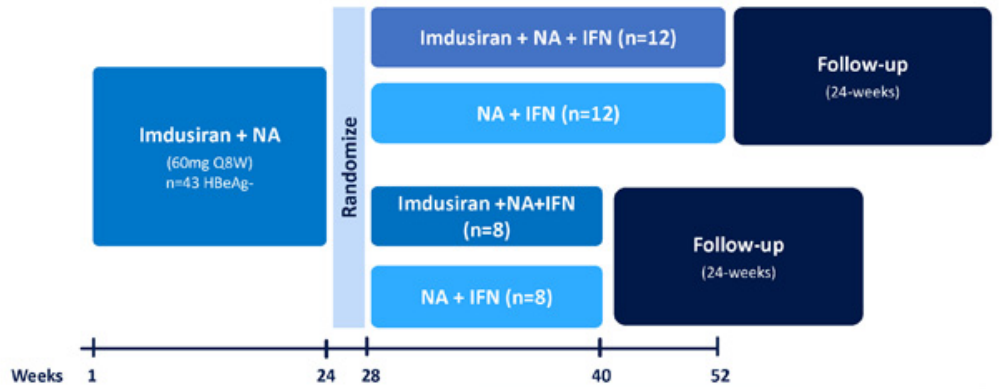 Imdusiran + NA
(60mg Q8W)
n=43 HBeAg-
Randomize
Imdusiran + NA + IFN (n=12)
NA + IFN (n=12)
Follow-up
(24-weeks)
Imdusiran +NA+IFN
(n=8)
NA + IFN (n=8)
Follow-up
(24-weeks)
Weeks 1 24 28 40 52